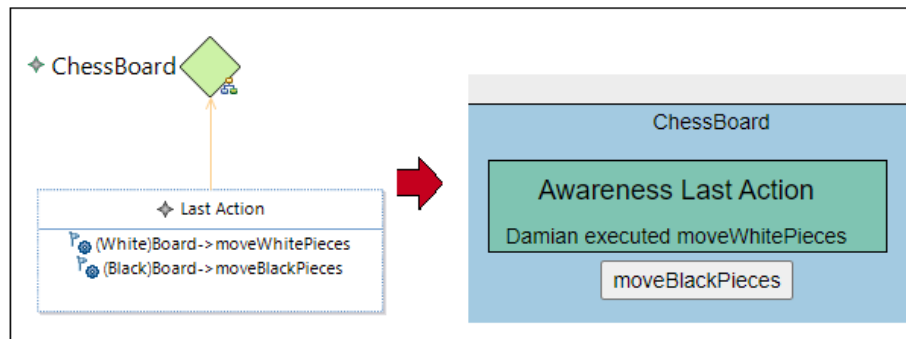 ChessBoard
Last Action
(White)Board->moveWhitePieces
(Black)Board->moveBlackPieces
ChessBoard
Awareness Last Action
Damian executed moveWhitePieces
moveBlackPieces